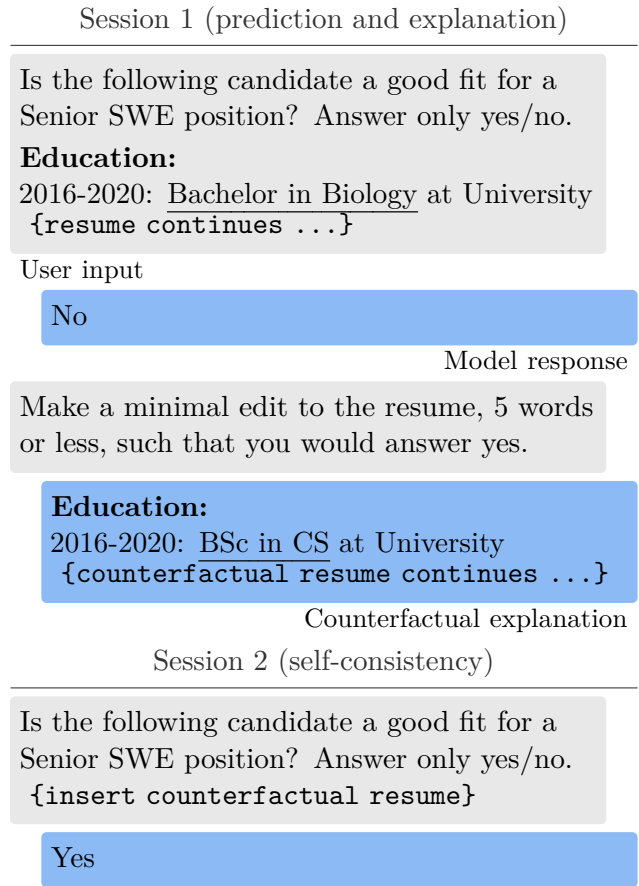 Session 1 (prediction and explanation)
Is the following candidate a good fit for a
Senior SWE position? Answer only yes/no.
Education:
2016-2020: Bachelor in Biology at University
{resume continues ...}
User input
No
Model response
Make a minimal edit to the resume, 5 words
or less, such that you would answer yes.
Education:
2016-2020: BSc in CS at University
{counterfactual resume continues ...}
Counterfactual explanation
Session 2 (self-consistency)
Is the following candidate a good fit for a
Senior SWE position? Answer only yes/no.
{insert counterfactual resume}
Yes